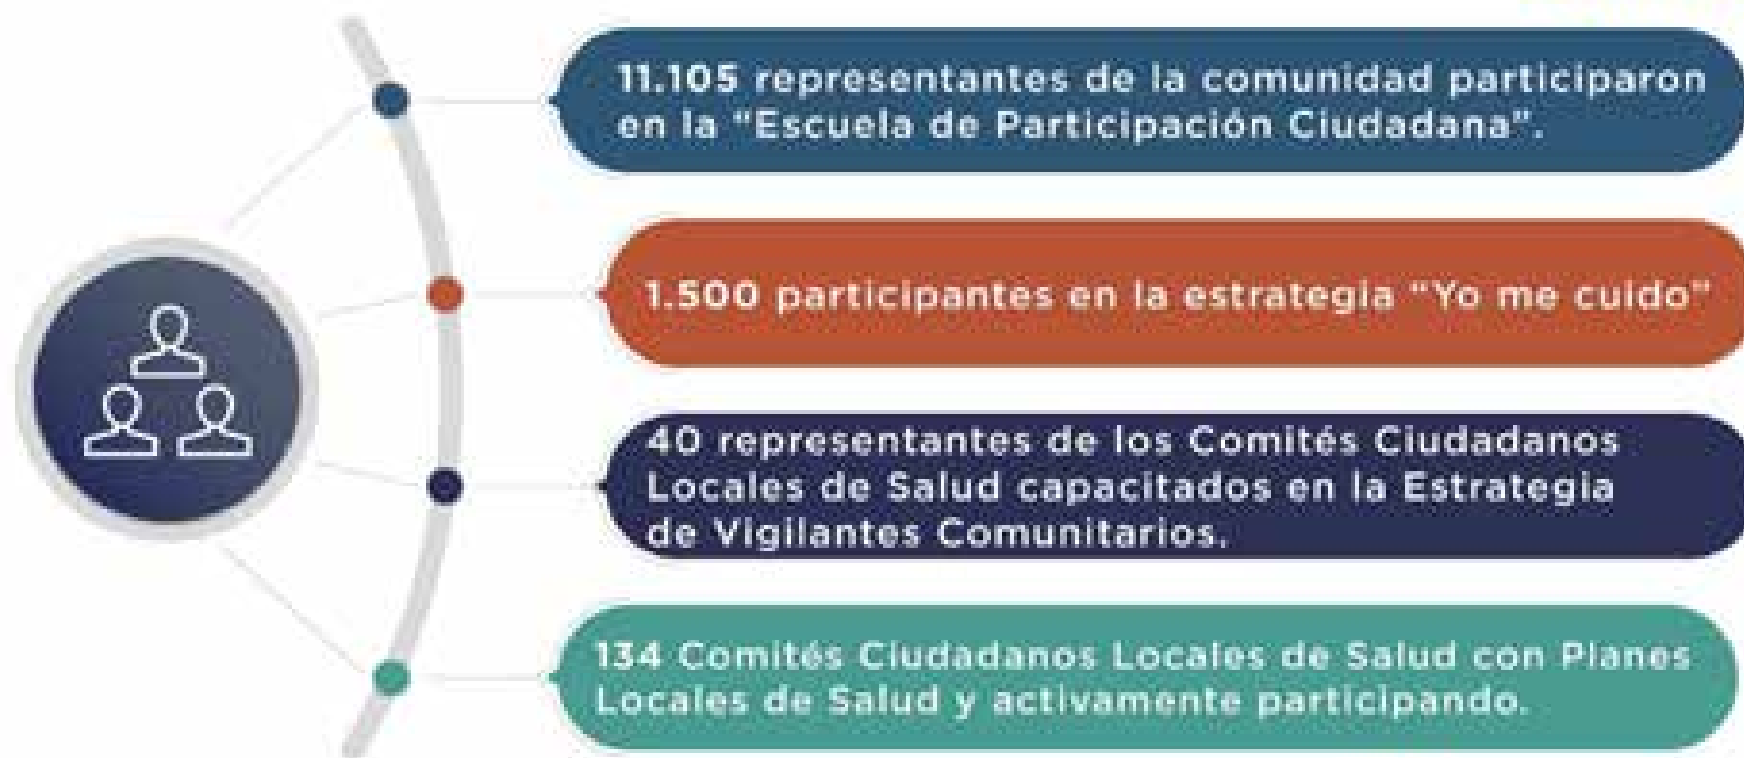 11.105 representantes de la comunidad participaron
en la “Escuela de Participación Ciudadana”.
1.500 participantes en la estrategia “Yo me cuido”
40 representantes de los Comités Ciudadanos
Locales de Salud capacitados en la Estrategia
de Vigilantes Comunitarios.
134 Comités Ciudadanos Locales de Salud con Planes
Locales de Salud y activamente participando.